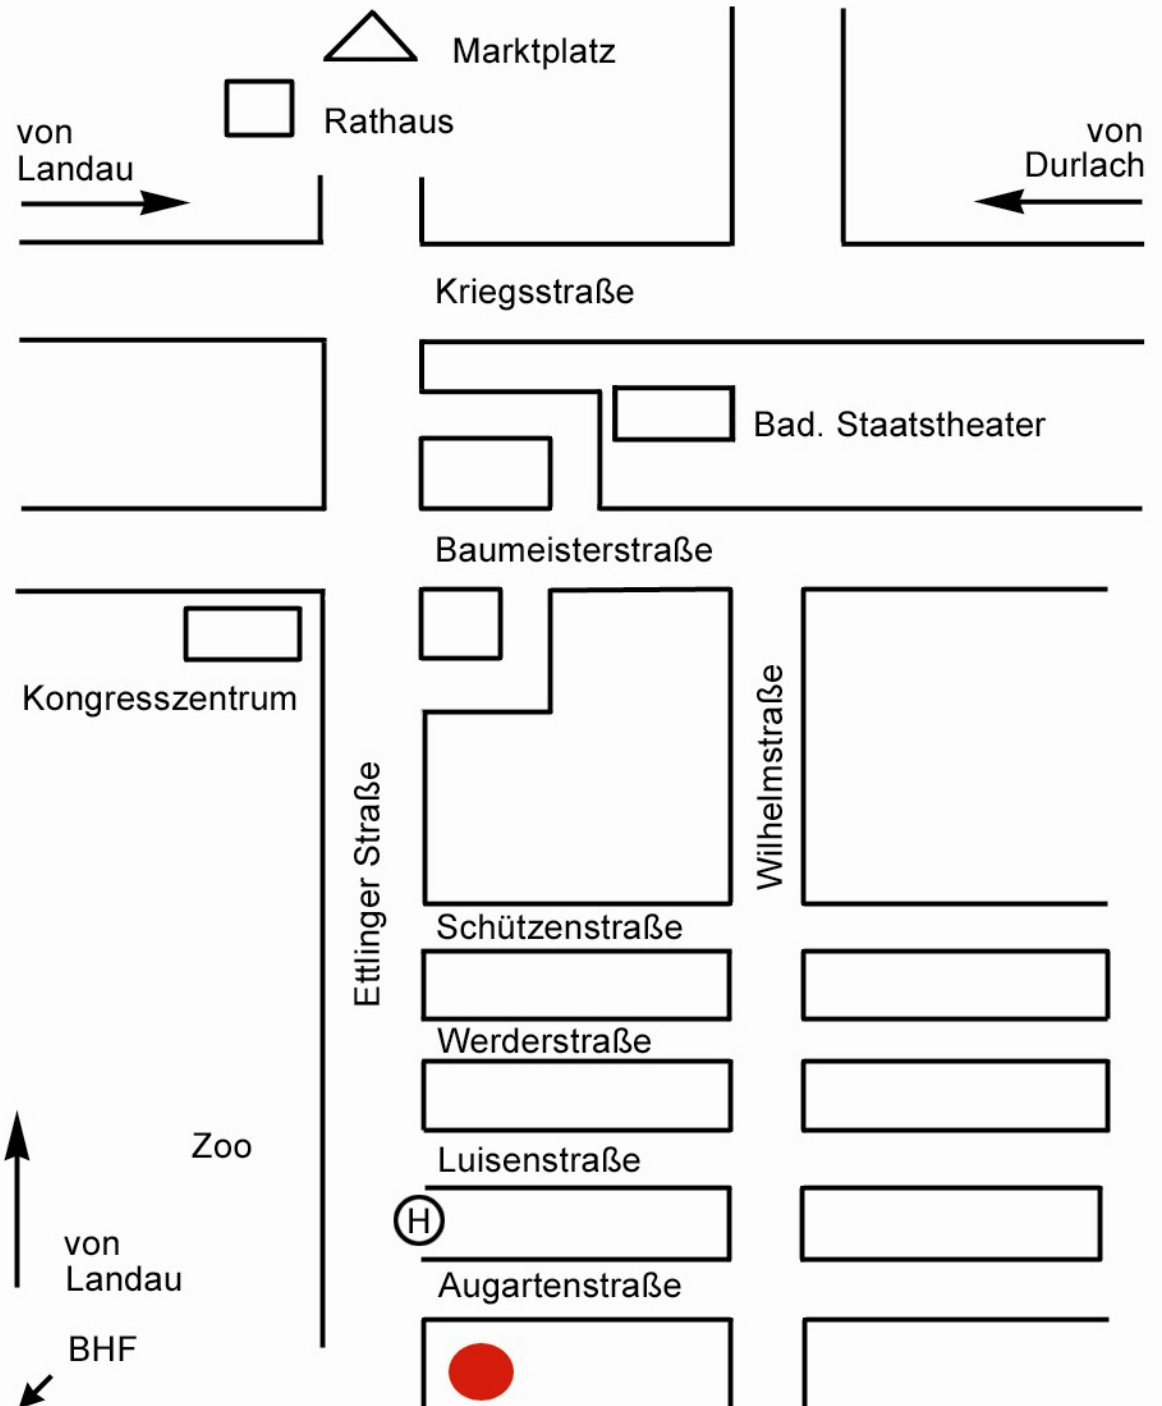 Marktplatz
Rathaus
von
Landau
von
Durlach
Kriegsstraße
Bad. Staatstheater
Baumeisterstraße
Kongresszentrum
Wilhelmstraße
Ettlinger Straße
Schützenstraße
Werderstraße
Zoo
Luisenstraße
H
von
Landau
Augartenstraße
BHF